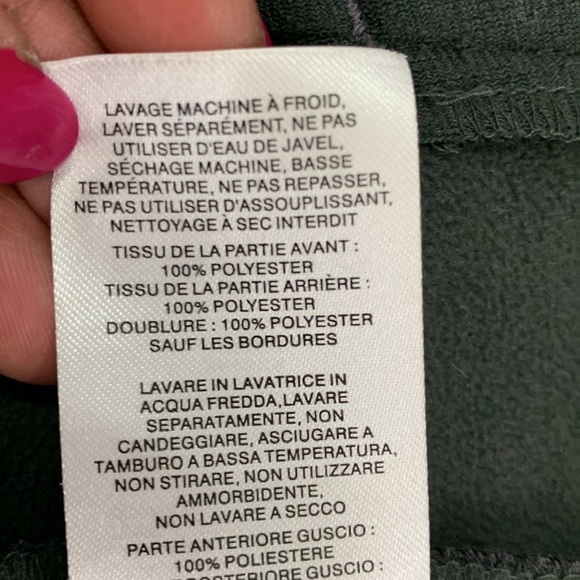 LAVAGE MACHINE À FROID,
LAVER SÉPARÉMENT, NE PAS
UTILISER D'EAU DE JAVEL,
SÉCHAGE MACHINE, BASSE
TEMPÉRATURE, NE PAS REPASSER,
NE PAS UTILISER D'ASSOUPLISSANT,
NETTOYAGE À SEC INTERDIT
TISSU DE LA PARTIE AVANT :
100% POLYESTER
TISSU DE LA PARTIE ARRIÈRE :
100% POLYESTER
DOUBLURE : 100% POLYESTER
SAUF LES BORDURES
LAVARE IN LAVATRICE IN
ACQUA FREDDA,LAVARE
SEPARATAMENTE, NON
CANDEGGIARE, ASCIUGARE A
TAMBURO A BASSA TEMPERATURA,
NON STIRARE, NON UTILIZZARE
AMMORBIDENTE,
NON LAVARE A SECCO
PARTE ANTERIORE GUSCIO :
100% POLIESTERE
GUSCIO :